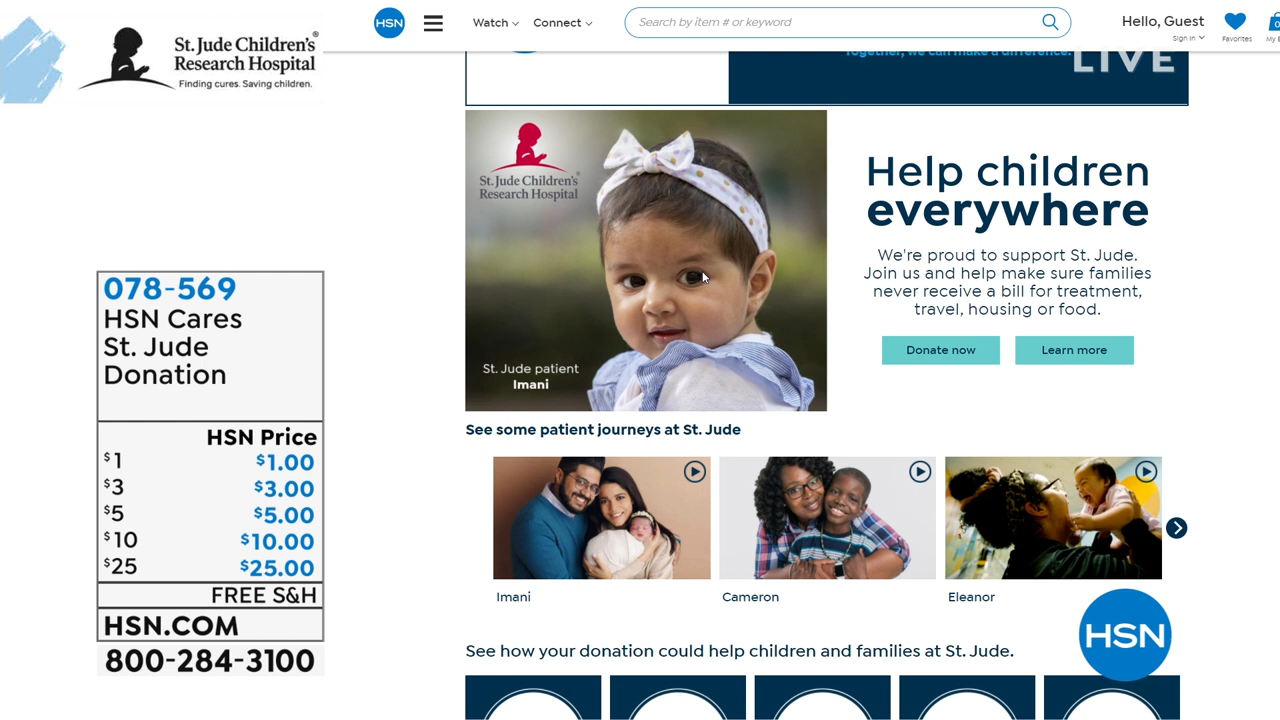 St. Jude Children's®
Research Hospital
Finding cures. Saving children.
HSN
Watch
Connect
Search by item # or keyword
Hello, Guest
Sign In
Favorites
Together, we can make a difference.
LIVE
St. Jude Children's®
Research Hospital
St. Jude patient
Imani
Help children
everywhere
We're proud to support St. Jude.
Join us and help make sure families
never receive a bill for treatment,
travel, housing or food.
Donate now
Learn more
078-569
HSN Cares
St. Jude
Donation
HSN Price
$1 $1.00
$3 $3.00
$5 $5.00
$10 $10.00
$25 $25.00
FREE S&H
HSN.COM
800-284-3100
See some patient journeys at St. Jude
Imani
Cameron
Eleanor
HSN
See how your donation could help children and families at St. Jude.